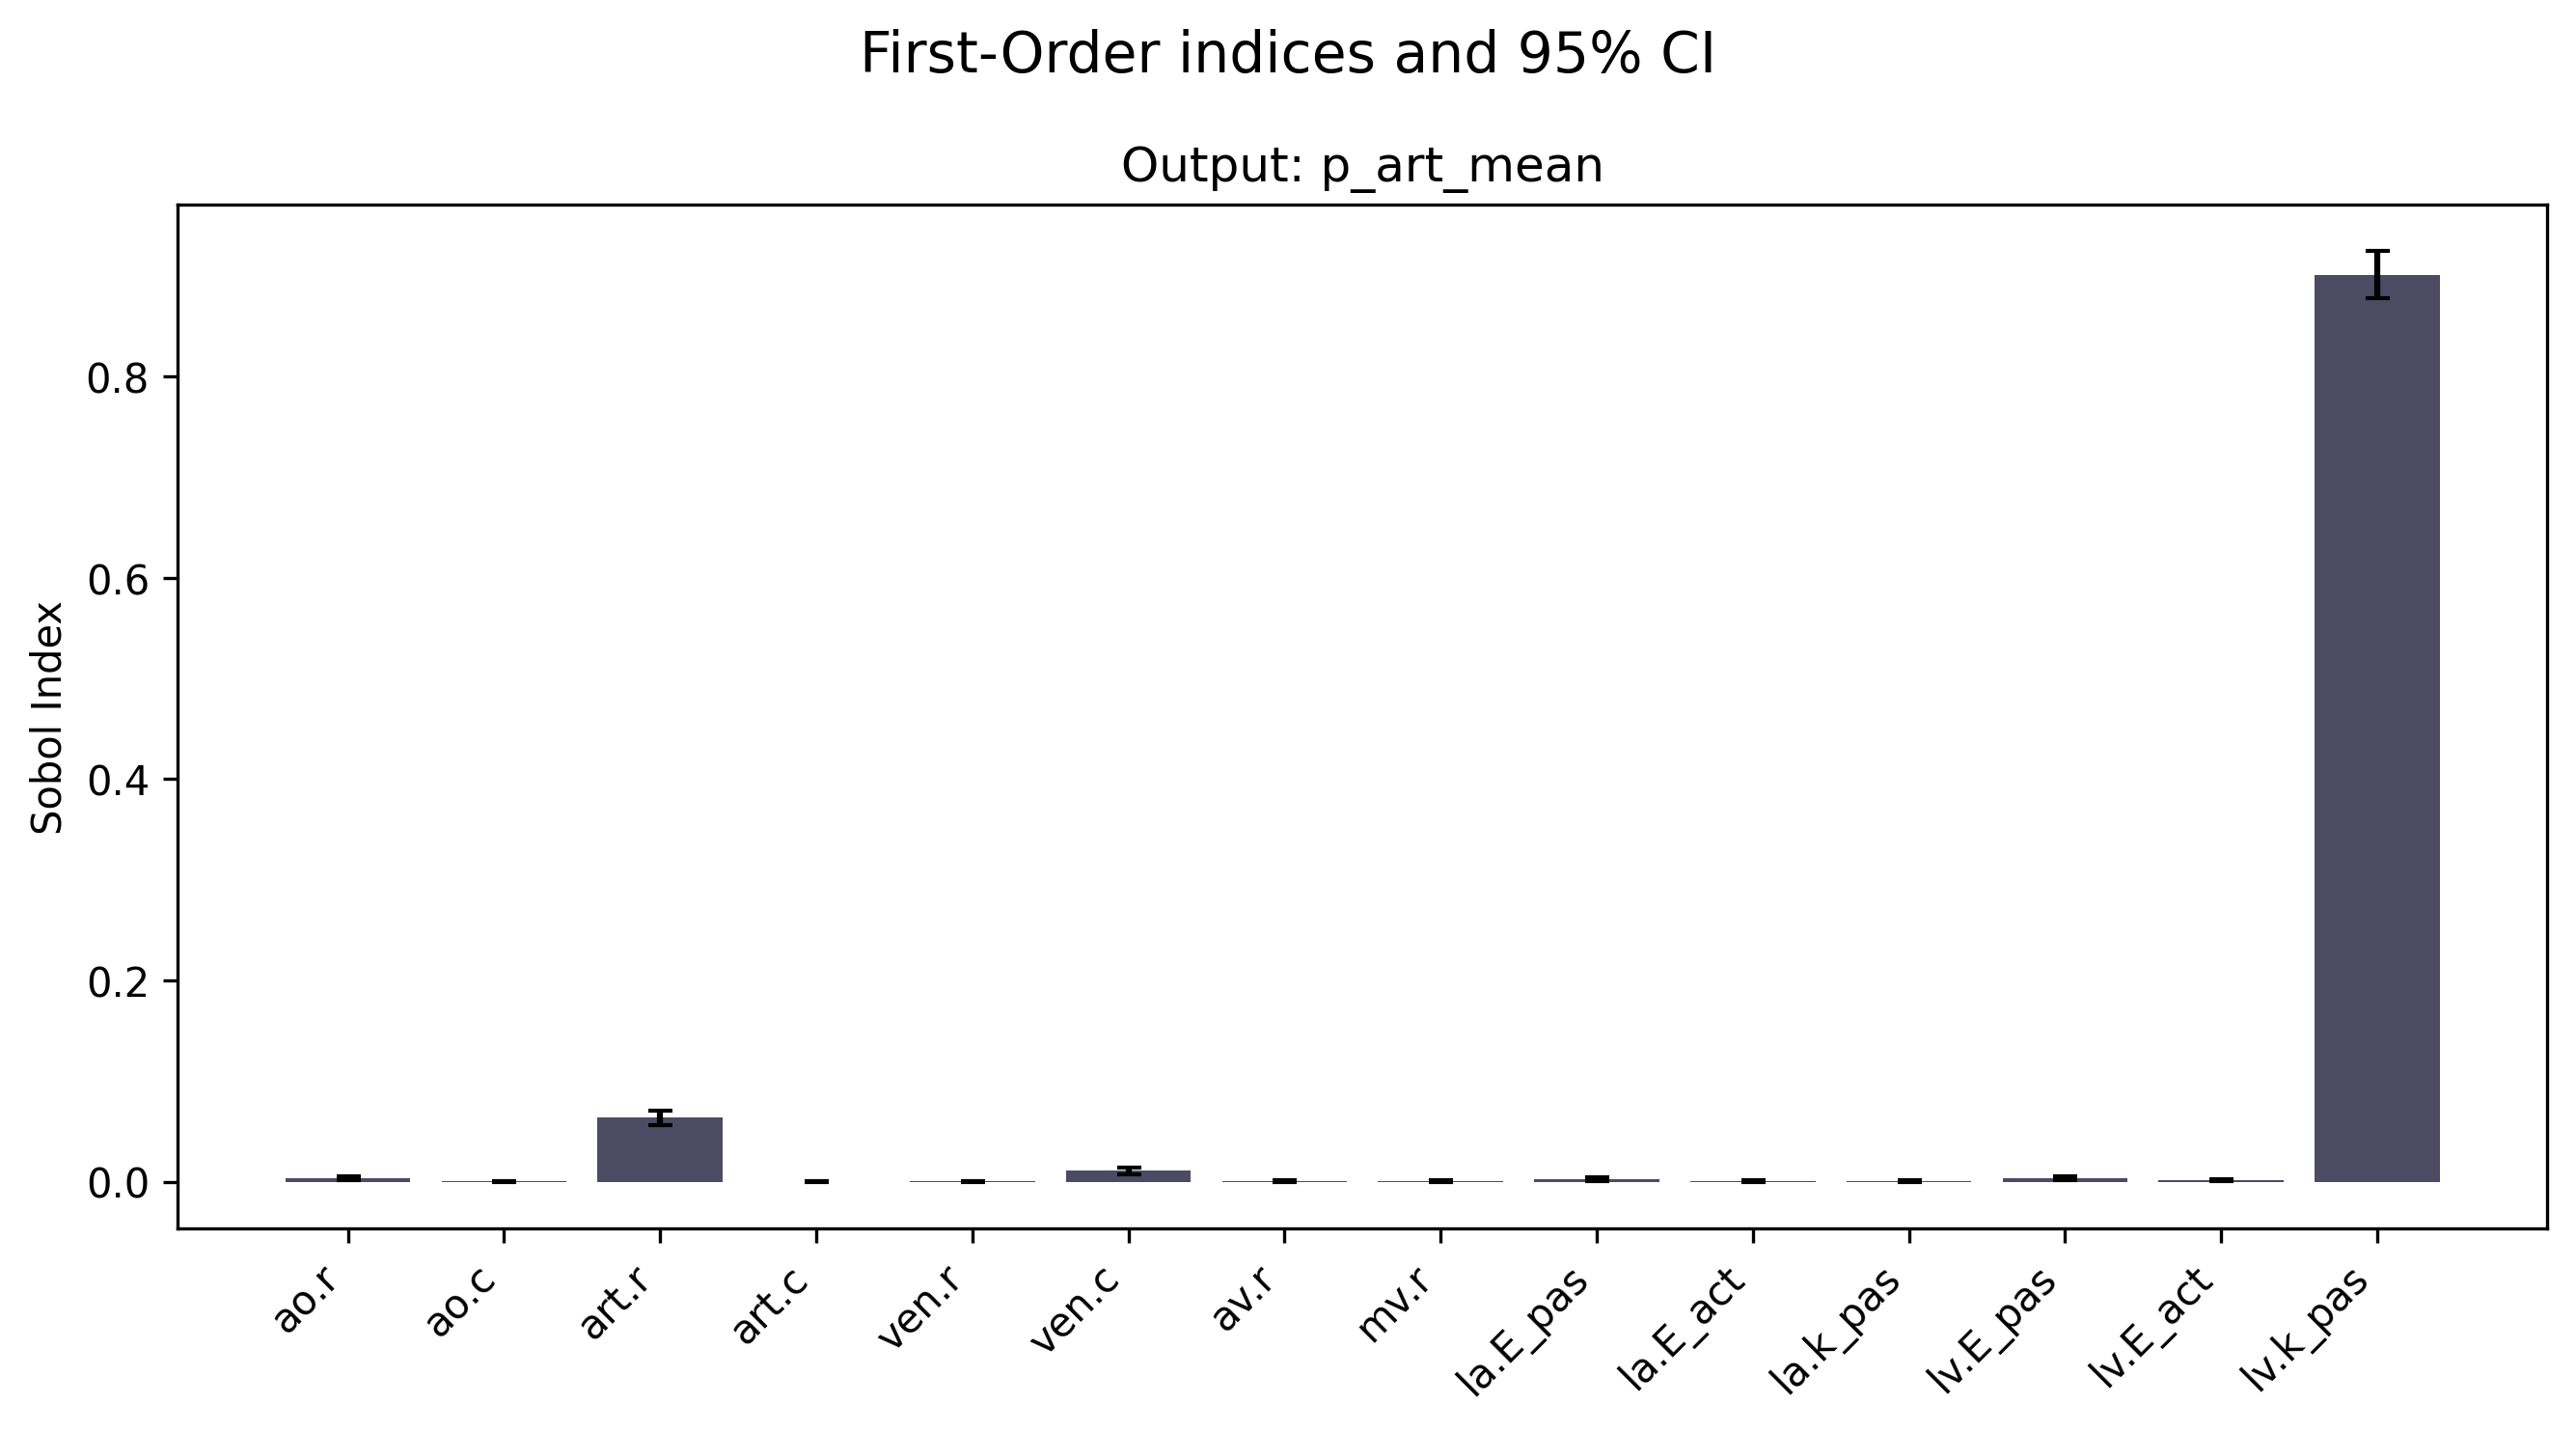 First-Order indices and 95% CI
Output: p_art_mean
Sobol Index
0.8
0.6
0.4
0.2
0.0
ao.r
ao.c
art.r
art.c
ven.r
ven.c
av.r
mv.r
la.E_pas
la.E_act
la.k_pas
lv.E_pas
lv.E_act
lv.k_pas